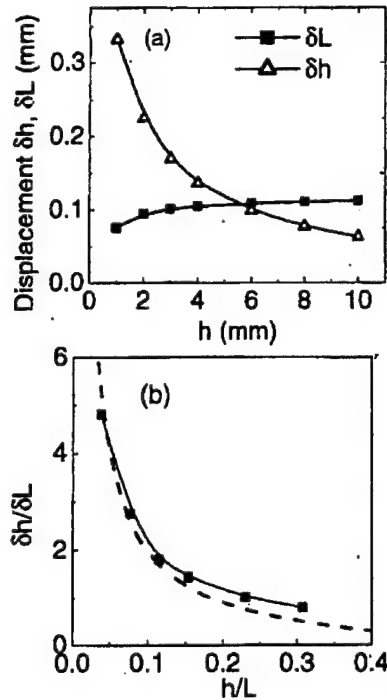 Displacement δh, δL (mm)
0.3
0.2
0.1
0.0
(a)
δL
δh
0 2 4 6 8 10
h (mm)
δh/δL
6
4
2
0
(b)
0.0 0.1 0.2 0.3 0.4
h/L